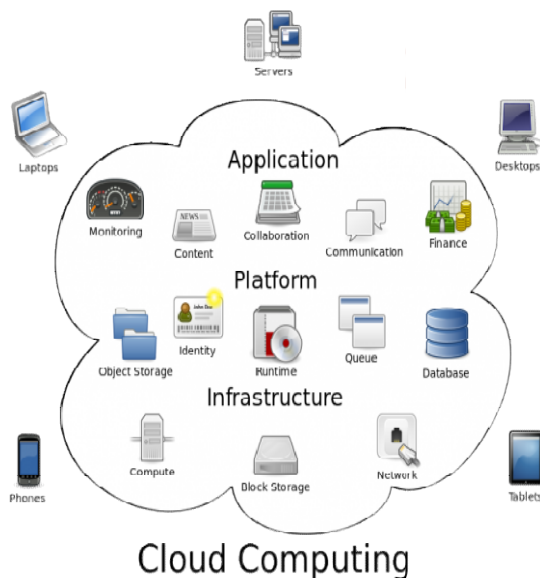 Servers
Laptops
Desktops
Application
Monitoring
NEWS
Content
Collaboration
Communication
Finance
Platform
Object Storage
Identity
Runtime
Queue
Database
Infrastructure
Compute
Block Storage
Network
Phones
Tablets
Cloud Computing